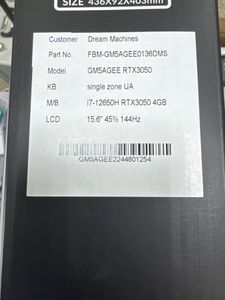 SIZE 436X92X403mm
Customer Dream Machines
Part No. FBM-GM5AGEE0136DMS
Model GM5AGEE RTX3050
KB single zone UA
M/B I7-12650H RTX3050 4GB
LCD 15.6" 45% 144Hz
GM5AGEE2244801254